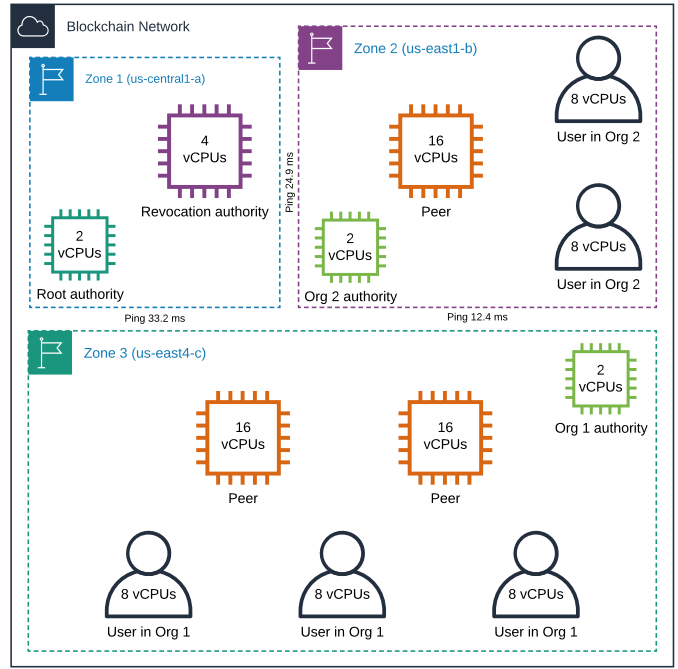 Blockchain Network
Zone 1 (us-central1-a)
4
vCPUs
Revocation authority
2
vCPUs
Root authority
Ping 24.9 ms
Zone 2 (us-east1-b)
8 vCPUs
User in Org 2
16
vCPUs
Peer
2
vCPUs
Org 2 authority
8 vCPUs
User in Org 2
Ping 33.2 ms
Ping 12.4 ms
Zone 3 (us-east4-c)
2
vCPUs
Org 1 authority
16
vCPUs
Peer
16
vCPUs
Peer
8 vCPUs
User in Org 1
8 vCPUs
User in Org 1
8 vCPUs
User in Org 1